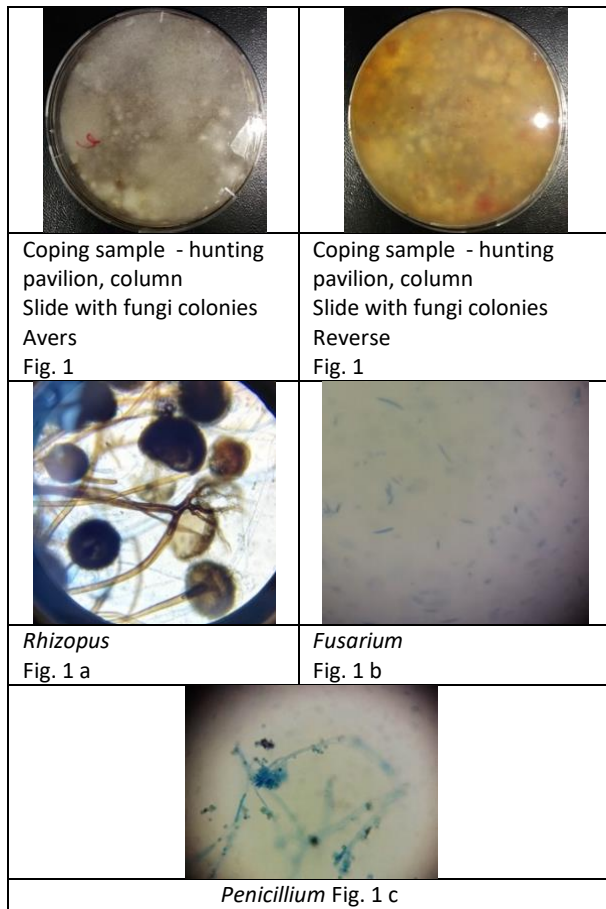 Coping sample - hunting
pavilion, column
Slide with fungi colonies
Avers
Fig. 1
Coping sample - hunting
pavilion, column
Slide with fungi colonies
Reverse
Fig. 1
Rhizopus
Fig. 1 a
Fusarium
Fig. 1 b
Penicillium Fig. 1 c